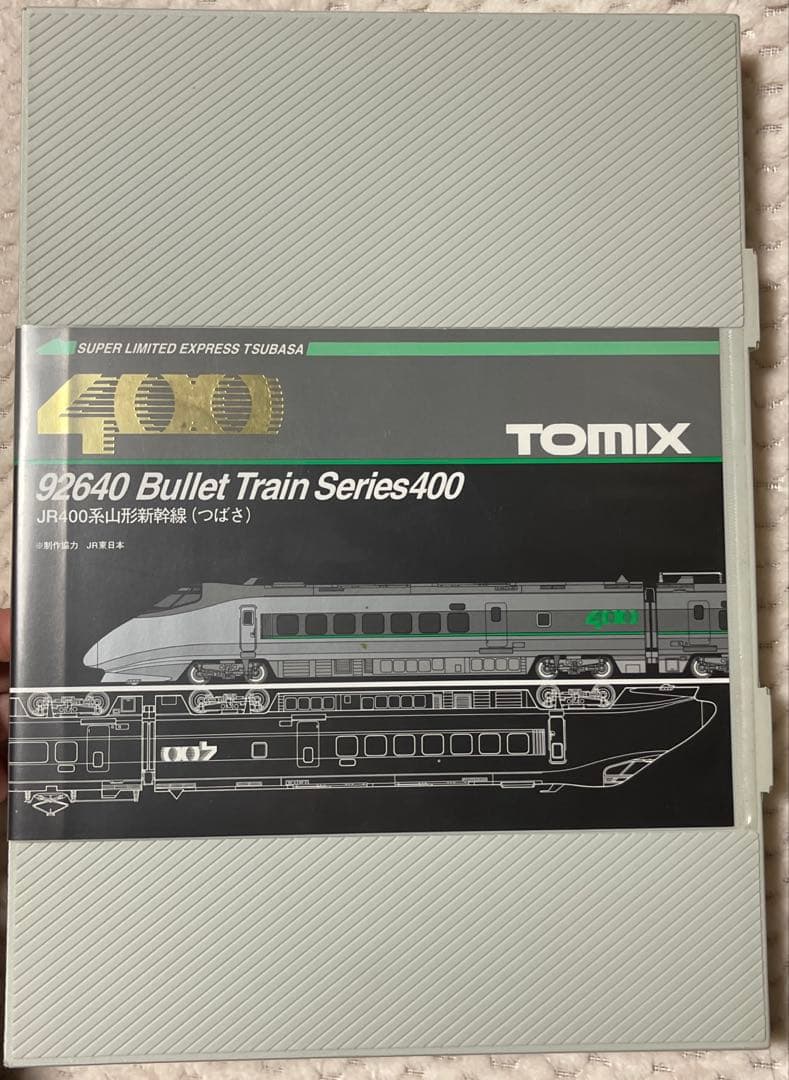 SUPER LIMITED EXPRESS TSUBASA
400
TOMIX
92640 Bullet Train Series400
JR400系山形新幹線(つばさ)
※制作協力 JR東日本
400
400